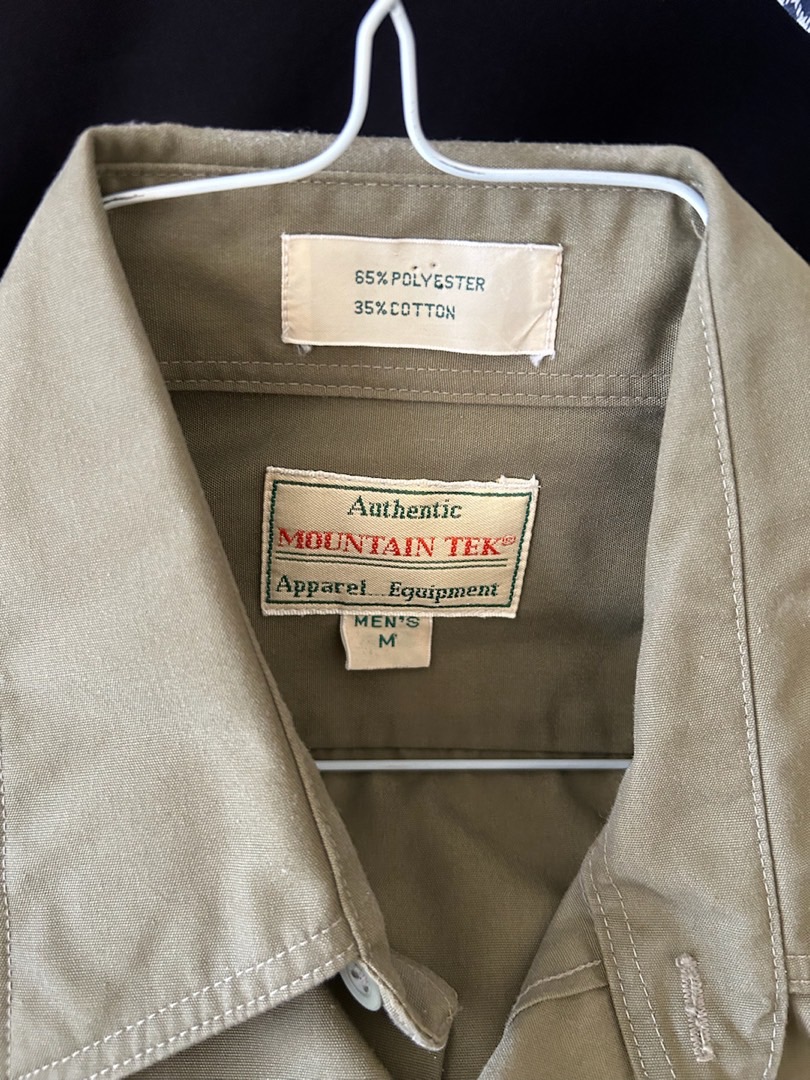 65% POLYESTER
35% COTTON
Authentic
MOUNTAIN TEK®
Apparel...Equipment
MEN'S
M